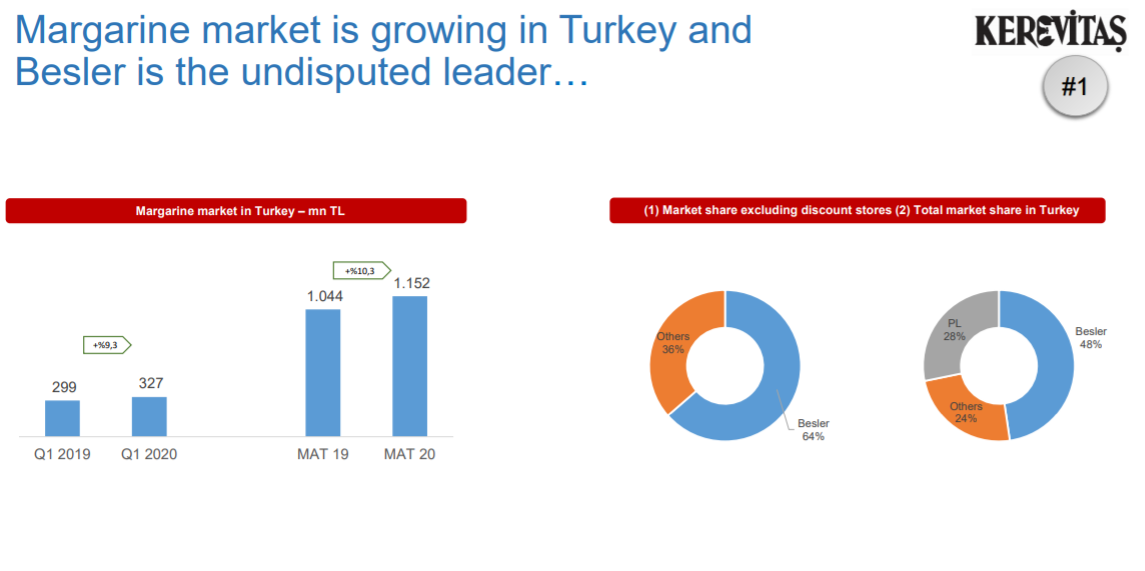 Margarine market is growing in Turkey and
Besler is the undisputed leader…
KEREVİTAŞ
#1
Margarine market in Turkey – mn TL
+%9,3
+%10,3
299
327
1.044
1.152
Q1 2019
Q1 2020
MAT 19
MAT 20
(1) Market share excluding discount stores (2) Total market share in Turkey
Others
36%
Besler
64%
PL
28%
Besler
48%
Others
24%